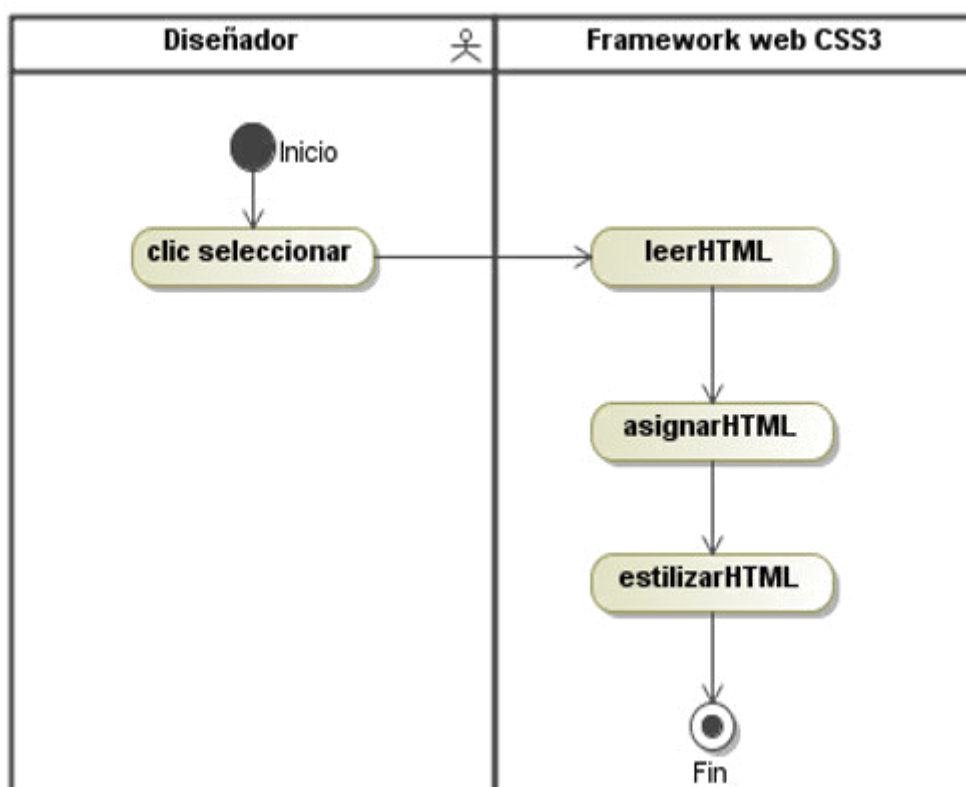 Diseñador
Framework web CSS3
Inicio
clic seleccionar
leerHTML
asignarHTML
estilizarHTML
Fin